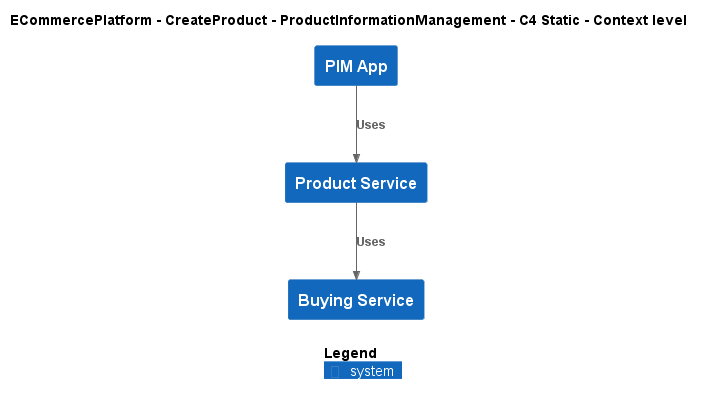 ECommercePlatform - CreateProduct - ProductInformationManagement - C4 Static - Context level
PIM App
Uses
Product Service
Uses
Buying Service
Legend
system